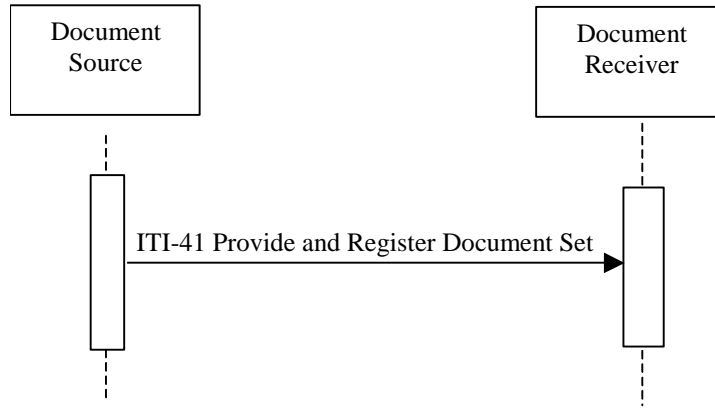 Document
Source
Document
Receiver
ITI-41 Provide and Register Document Set